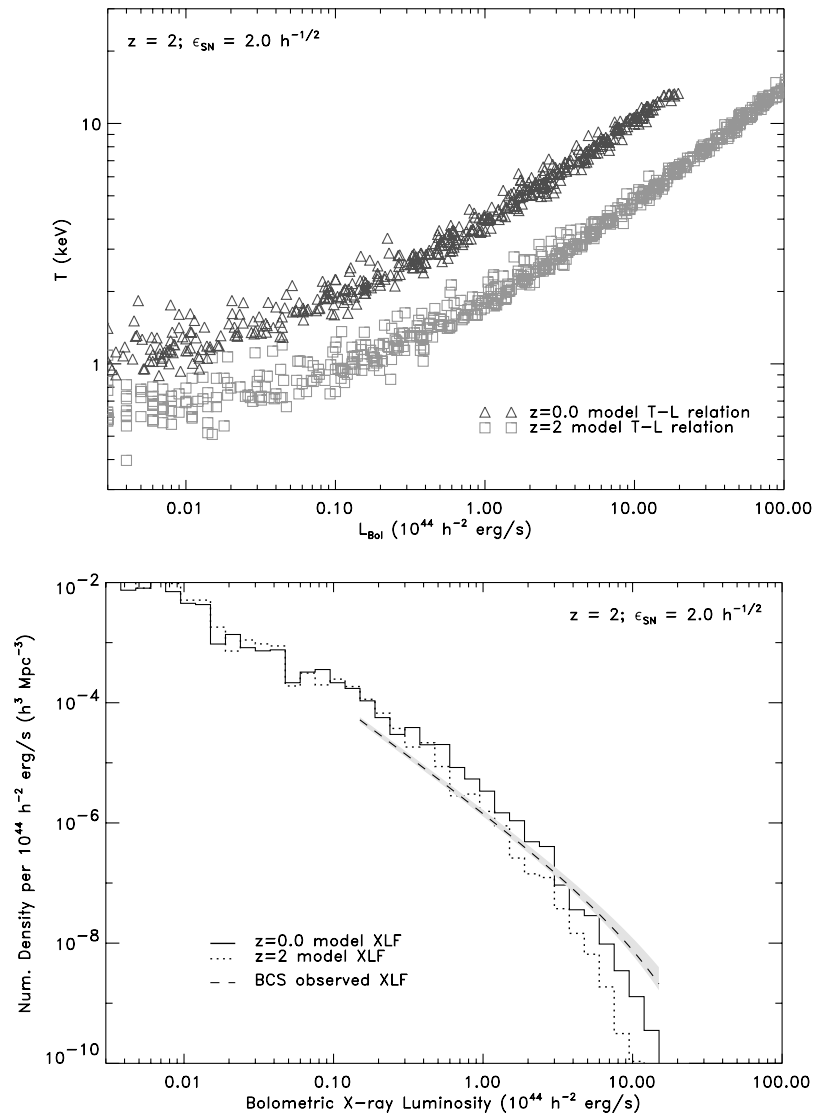 z = 2; ϵSN = 2.0 h−1/2
10
1
T (keV)
△ △ z=0.0 model T−L relation
□ □ z=2 model T−L relation
0.01 0.10 1.00 10.00 100.00
LBol (10^44 h^−2 erg/s)
10^−2
10^−4
10^−6
10^−8
10^−10
Num. Density per 10^44 h^−2 erg/s (h^3 Mpc^−3)
z = 2; ϵSN = 2.0 h^−1/2
z=0.0 model XLF
z=2 model XLF
BCS observed XLF
0.01 0.10 1.00 10.00 100.00
Bolometric X−ray Luminosity (10^44 h^−2 erg/s)